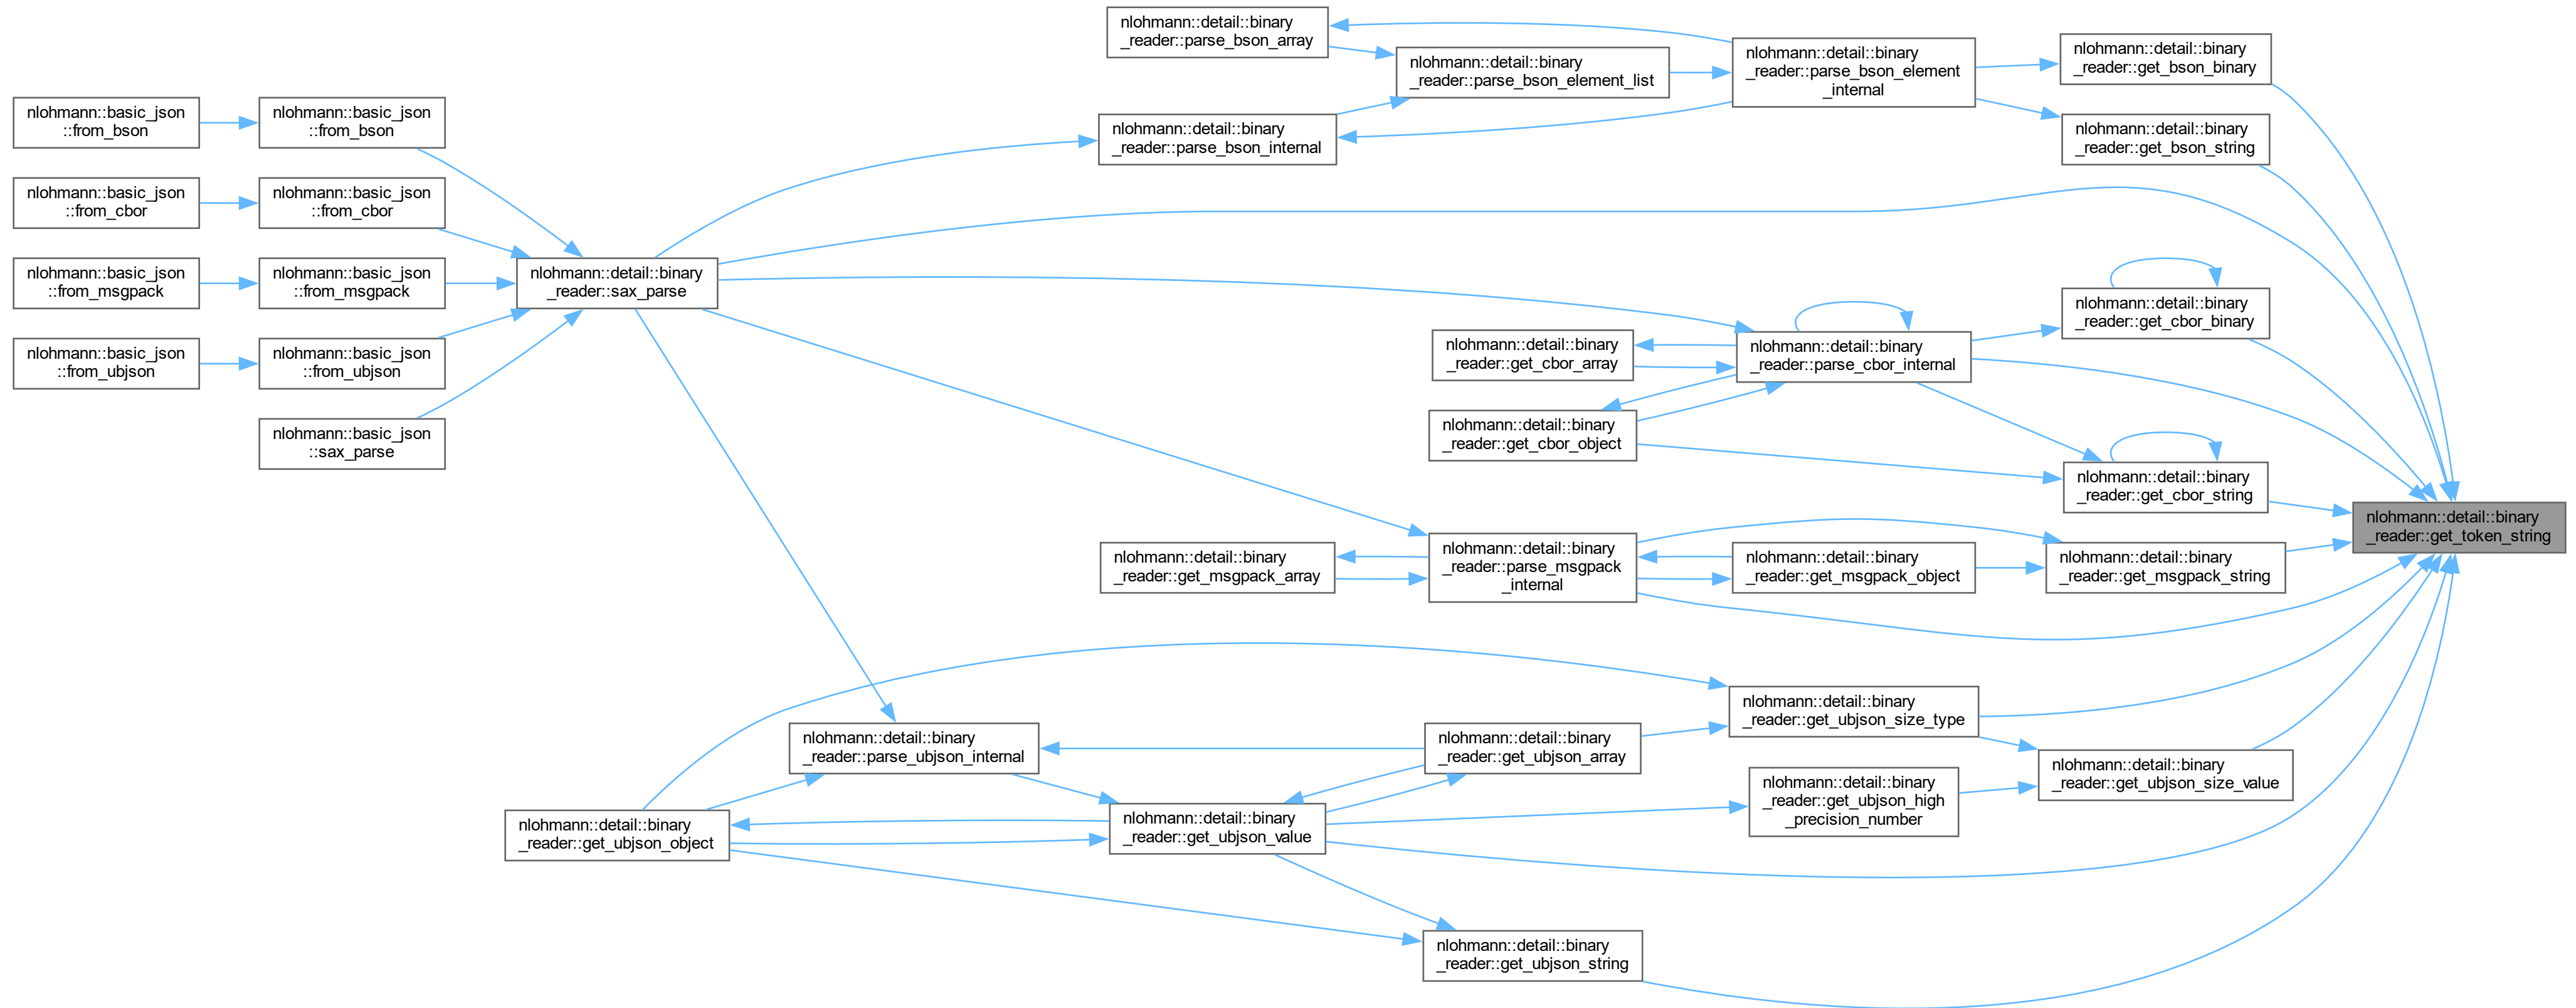 nlohmann::detail::binary
_reader::parse_bson_array
nlohmann::detail::binary
_reader::parse_bson_element_list
nlohmann::detail::binary
_reader::parse_bson_element
_internal
nlohmann::detail::binary
_reader::get_bson_binary
nlohmann::basic_json
::from_bson
nlohmann::basic_json
::from_bson
nlohmann::detail::binary
_reader::parse_bson_internal
nlohmann::detail::binary
_reader::get_bson_string
nlohmann::basic_json
::from_cbor
nlohmann::basic_json
::from_cbor
nlohmann::basic_json
::from_msgpack
nlohmann::basic_json
::from_msgpack
nlohmann::detail::binary
_reader::sax_parse
nlohmann::detail::binary
_reader::get_cbor_binary
nlohmann::basic_json
::from_ubjson
nlohmann::basic_json
::from_ubjson
nlohmann::detail::binary
_reader::get_cbor_array
nlohmann::detail::binary
_reader::parse_cbor_internal
nlohmann::basic_json
::sax_parse
nlohmann::detail::binary
_reader::get_cbor_object
nlohmann::detail::binary
_reader::get_cbor_string
nlohmann::detail::binary
_reader::get_token_string
nlohmann::detail::binary
_reader::get_msgpack_array
nlohmann::detail::binary
_reader::parse_msgpack
_internal
nlohmann::detail::binary
_reader::get_msgpack_object
nlohmann::detail::binary
_reader::get_msgpack_string
nlohmann::detail::binary
_reader::get_ubjson_size_type
nlohmann::detail::binary
_reader::parse_ubjson_internal
nlohmann::detail::binary
_reader::get_ubjson_array
nlohmann::detail::binary
_reader::get_ubjson_size_value
nlohmann::detail::binary
_reader::get_ubjson_high
_precision_number
nlohmann::detail::binary
_reader::get_ubjson_object
nlohmann::detail::binary
_reader::get_ubjson_value
nlohmann::detail::binary
_reader::get_ubjson_string